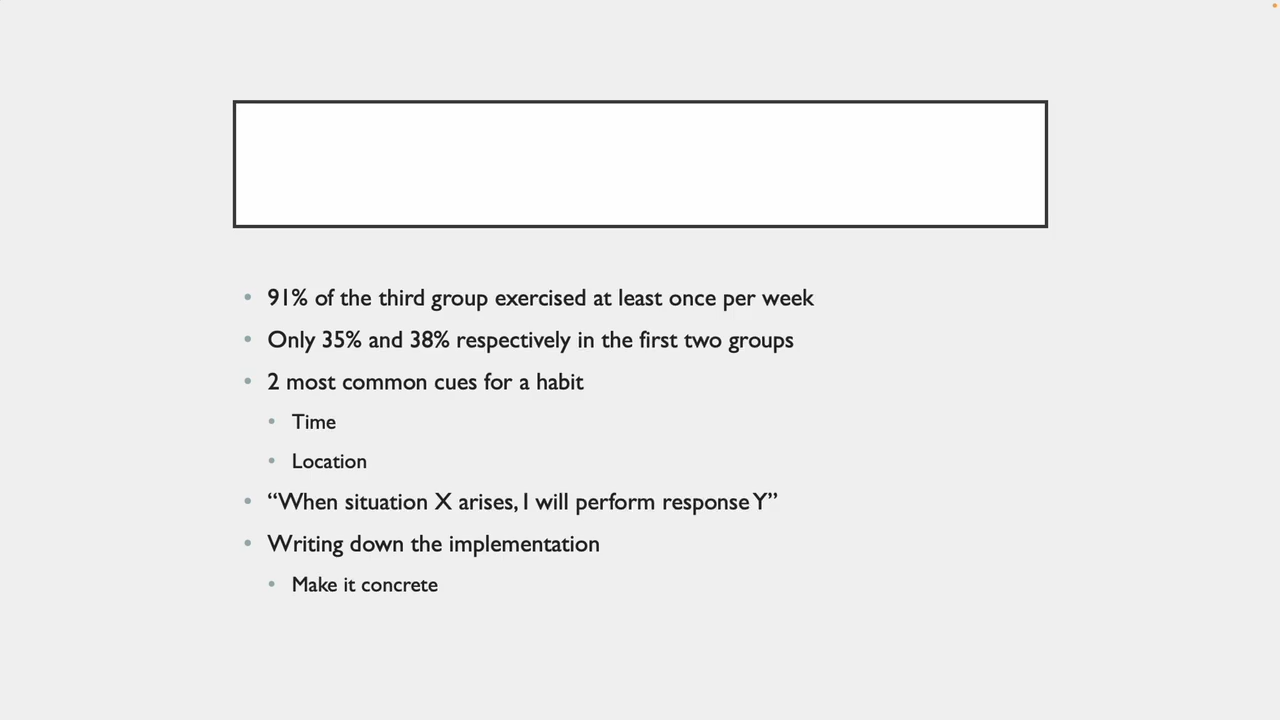 • 91% of the third group exercised at least once per week
• Only 35% and 38% respectively in the first two groups
• 2 most common cues for a habit
• Time
• Location
• “When situation X arises, I will perform response Y”
• Writing down the implementation
• Make it concrete